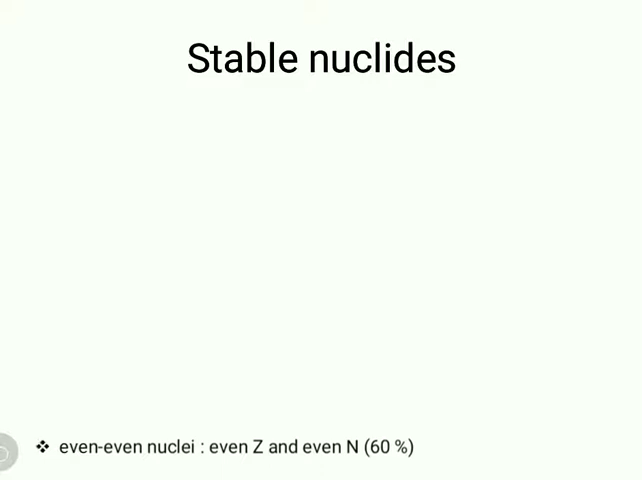 Stable nuclides
❖ even-even nuclei : even Z and even N (60 %)